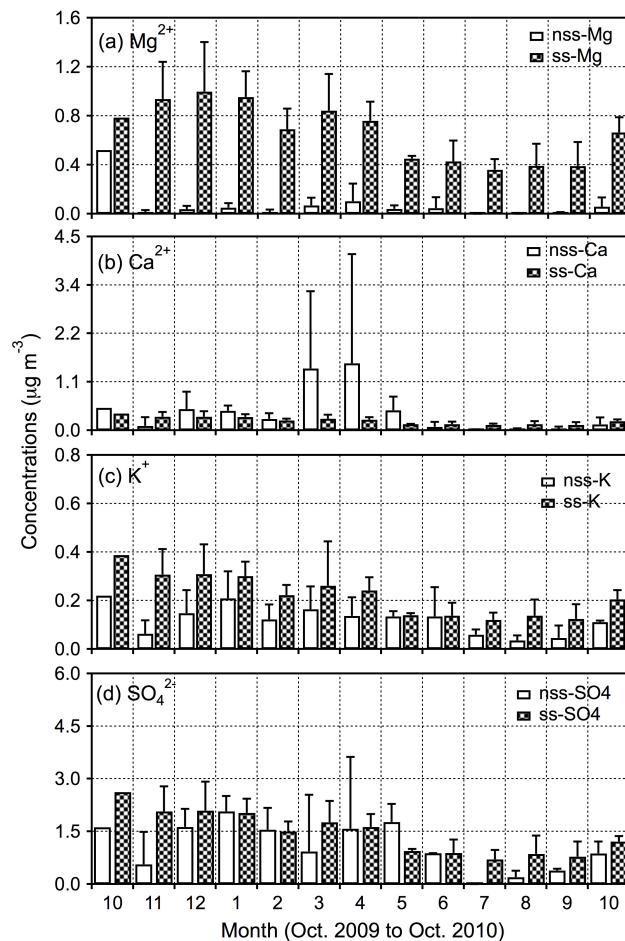 (a) Mg2+
nss-Mg
ss-Mg
1.6
1.2
0.8
0.4
0.0
(b) Ca2+
nss-Ca
ss-Ca
4.5
3.4
2.2
1.1
0.0
(c) K+
nss-K
ss-K
0.8
0.6
0.4
0.2
0.0
(d) SO42-
nss-SO4
ss-SO4
6.0
4.5
3.0
1.5
0.0
Concentrations (μg m-3)
10 11 12 1 2 3 4 5 6 7 8 9 10
Month (Oct. 2009 to Oct. 2010)